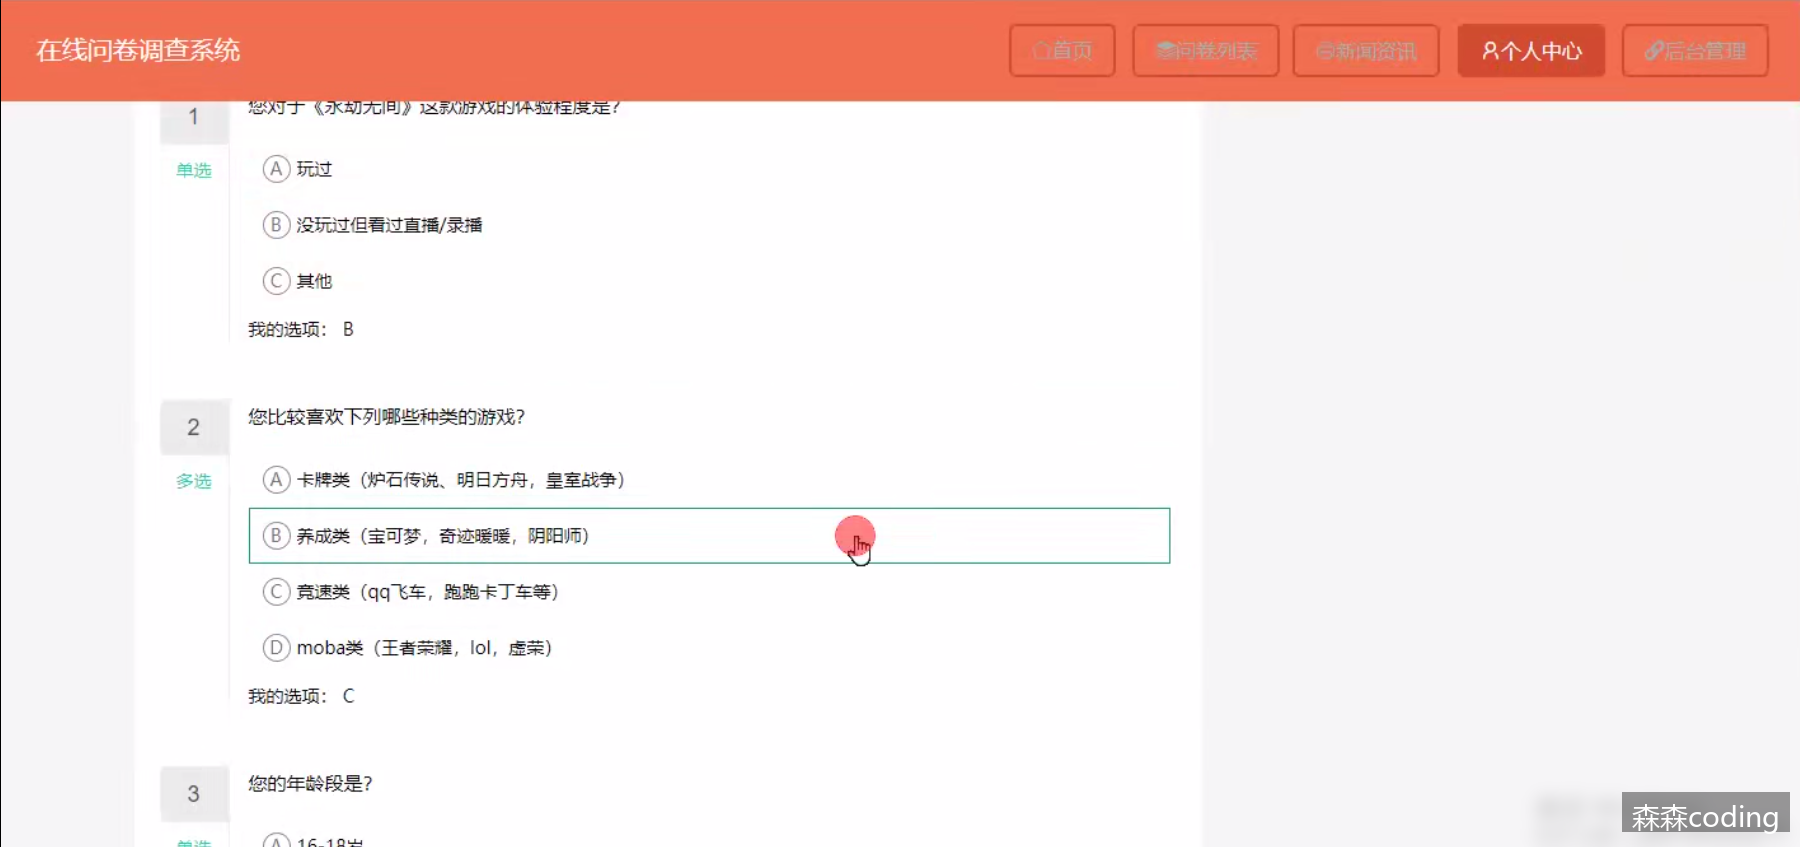 在线问卷调查系统
首页
问卷列表
新闻资讯
个人中心
后台管理
1
您对于《永劫无间》这款游戏的体验程度是?
单选
A 玩过
B 没玩过但看过直播/录播
C 其他
我的选项: B
2
您比较喜欢下列哪些种类的游戏?
多选
A 卡牌类（炉石传说、明日方舟，皇室战争）
B 养成类（宝可梦，奇迹暖暖，阴阳师）
C 竞速类（qq飞车，跑跑卡丁车等）
D moba类（王者荣耀，lol，虚荣）
我的选项: C
3
您的年龄段是?
单选
A 16-18岁
森森coding